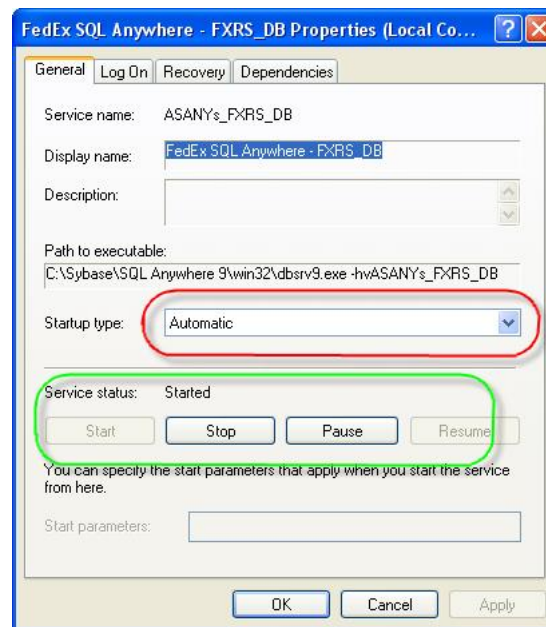 FedEx SQL Anywhere - FXRS_DB Properties (Local Co...
General Log On Recovery Dependencies
Service name: ASANYs_FXRS_DB
Display name: FedEx SQL Anywhere - FXRS_DB
Description:
Path to executable:
C:\Sybase\SQL Anywhere 9\win32\dbsrv9.exe -hvASANYs_FXRS_DB
Startup type: Automatic
Service status: Started
Start Stop Pause Resume
You can specify the start parameters that apply when you start the service
from here.
Start parameters:
OK Cancel Apply